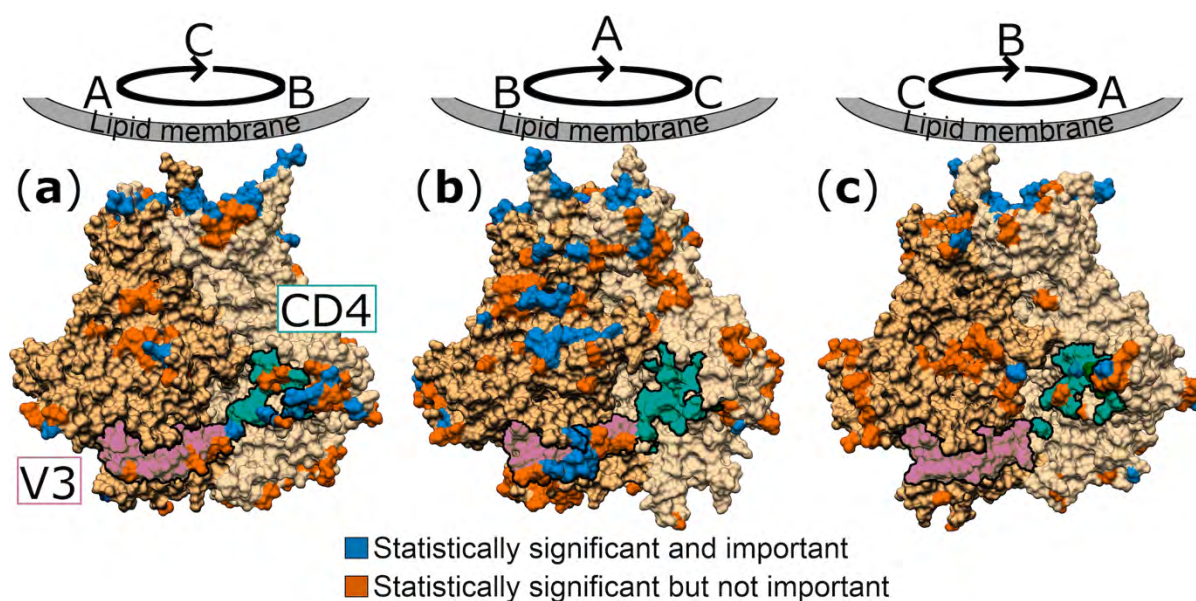 C
A B
Lipid membrane
(a)
A
B C
Lipid membrane
(b)
B
C A
Lipid membrane
(c)
CD4
V3
Statistically significant and important
Statistically significant but not important